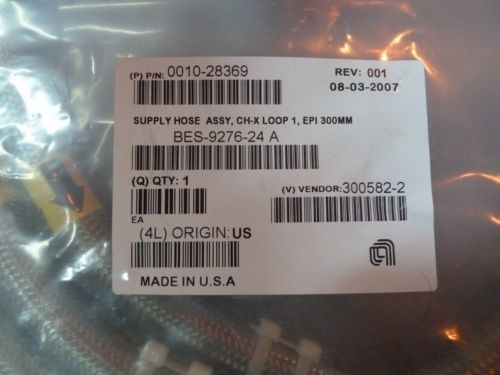 (P) P/N: 0010-28369
REV: 001
08-03-2007
SUPPLY HOSE ASSY, CH-X LOOP 1, EPI 300MM
BES-9276-24 A
(Q) QTY: 1
(V) VENDOR:300582-2
EA
(4L) ORIGIN:US
MADE IN U.S.A